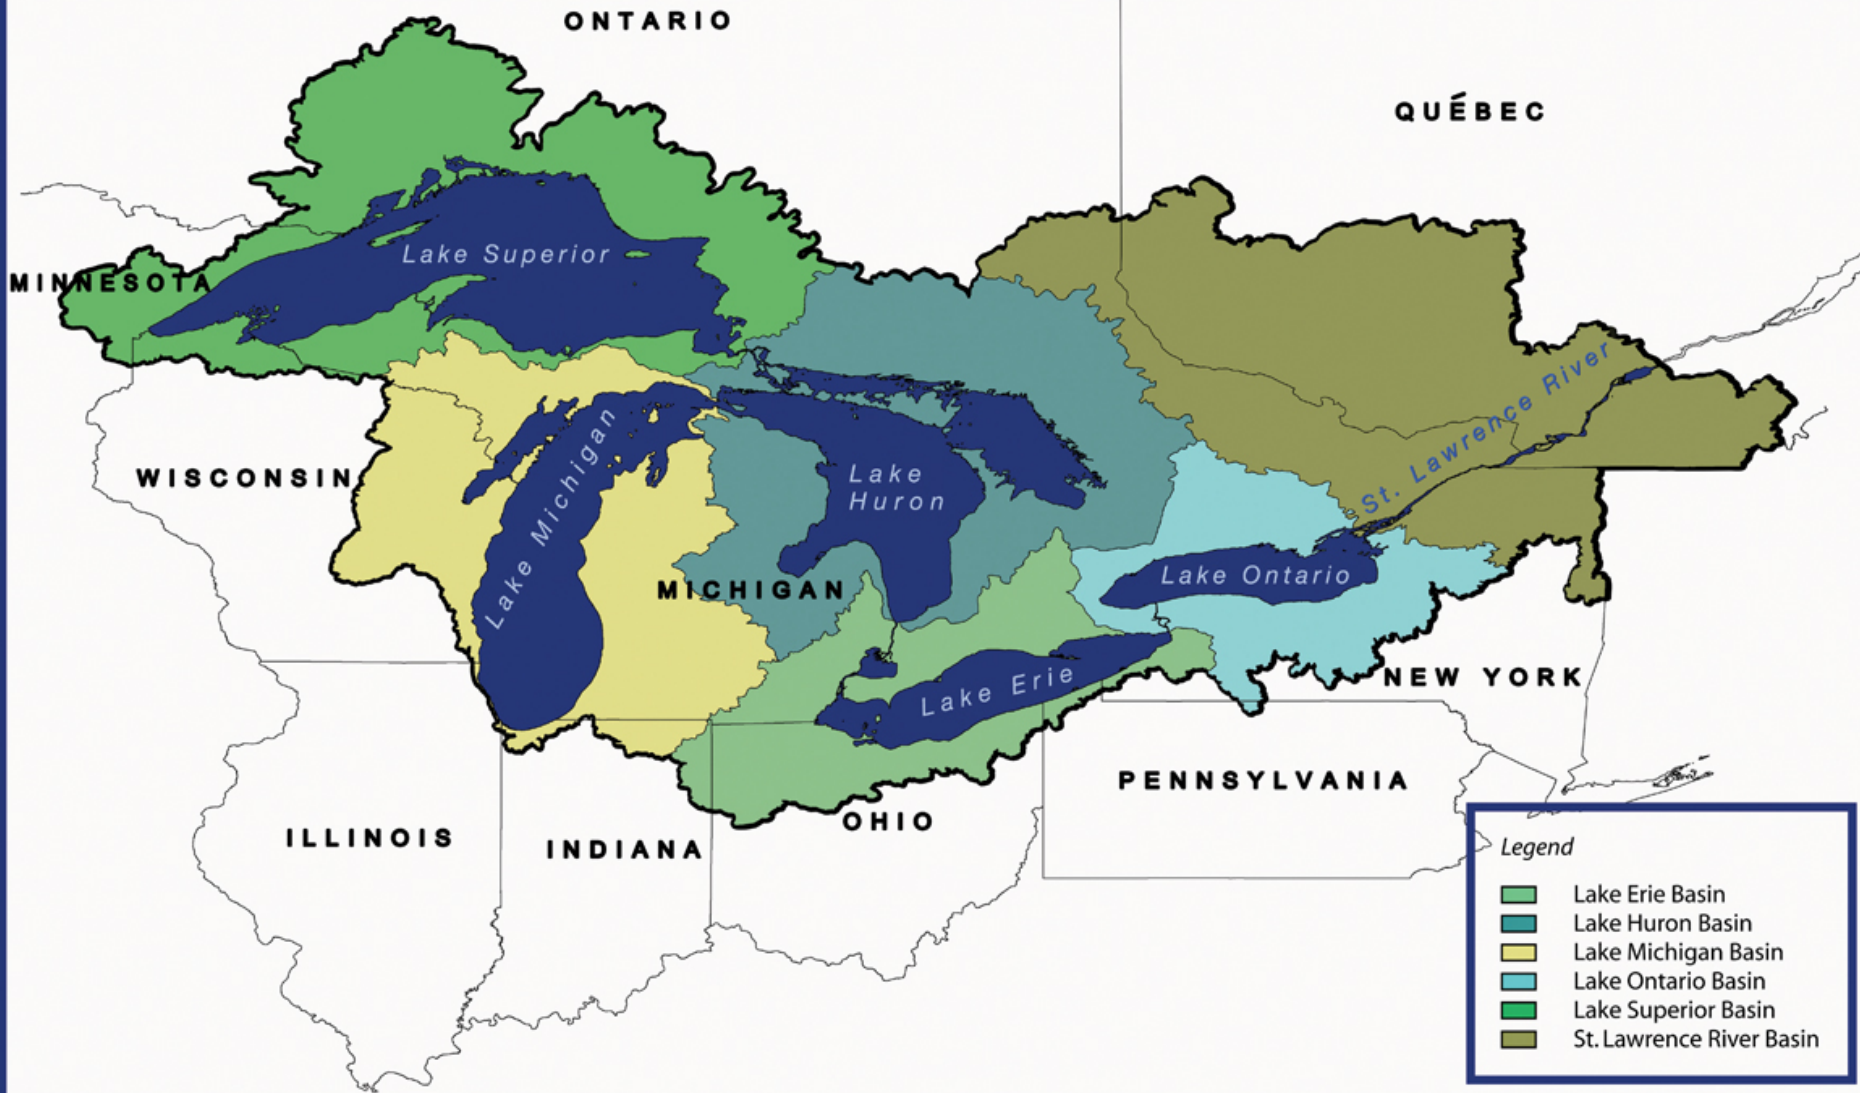 ONTARIO
QUÉBEC
Lake Superior
MINNESOTA
St. Lawrence River
Lake Michigan
WISCONSIN
Lake
Huron
Lake Ontario
MICHIGAN
NEW YORK
Lake Erie
PENNSYLVANIA
OHIO
ILLINOIS
INDIANA
Legend
Lake Erie Basin
Lake Huron Basin
Lake Michigan Basin
Lake Ontario Basin
Lake Superior Basin
St. Lawrence River Basin